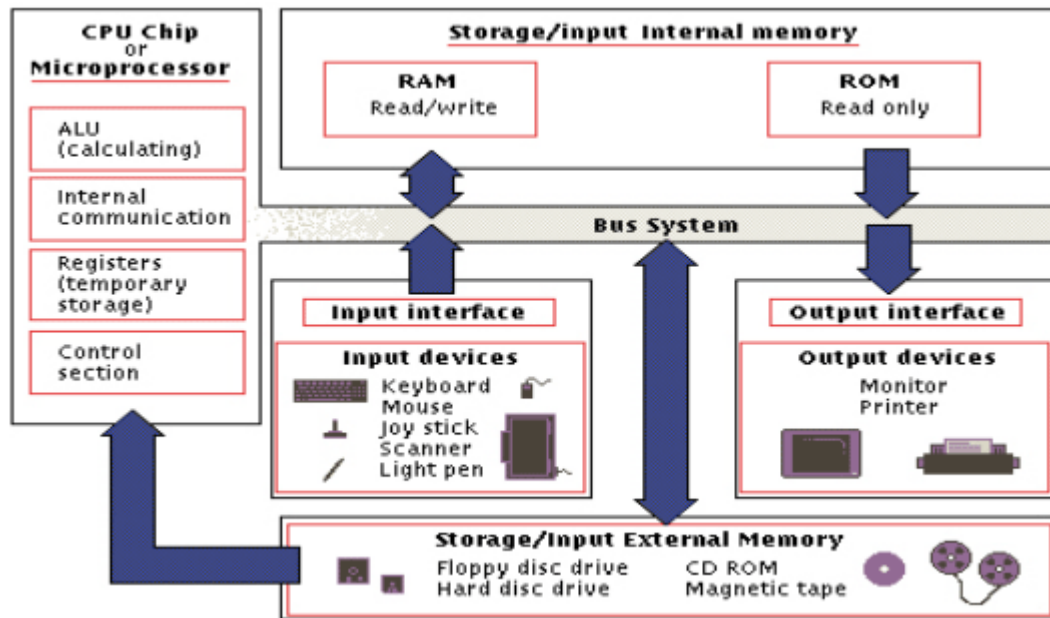 CPU Chip
or
Microprocessor
ALU
(calculating)
Internal
communication
Registers
(temporary
storage)
Control
section
Storage/input Internal memory
RAM
Read/write
ROM
Read only
Bus System
Input interface
Input devices
Keyboard
Mouse
Joy stick
Scanner
Light pen
Output interface
Output devices
Monitor
Printer
Storage/Input External Memory
Floppy disc drive
Hard disc drive
CD ROM
Magnetic tape